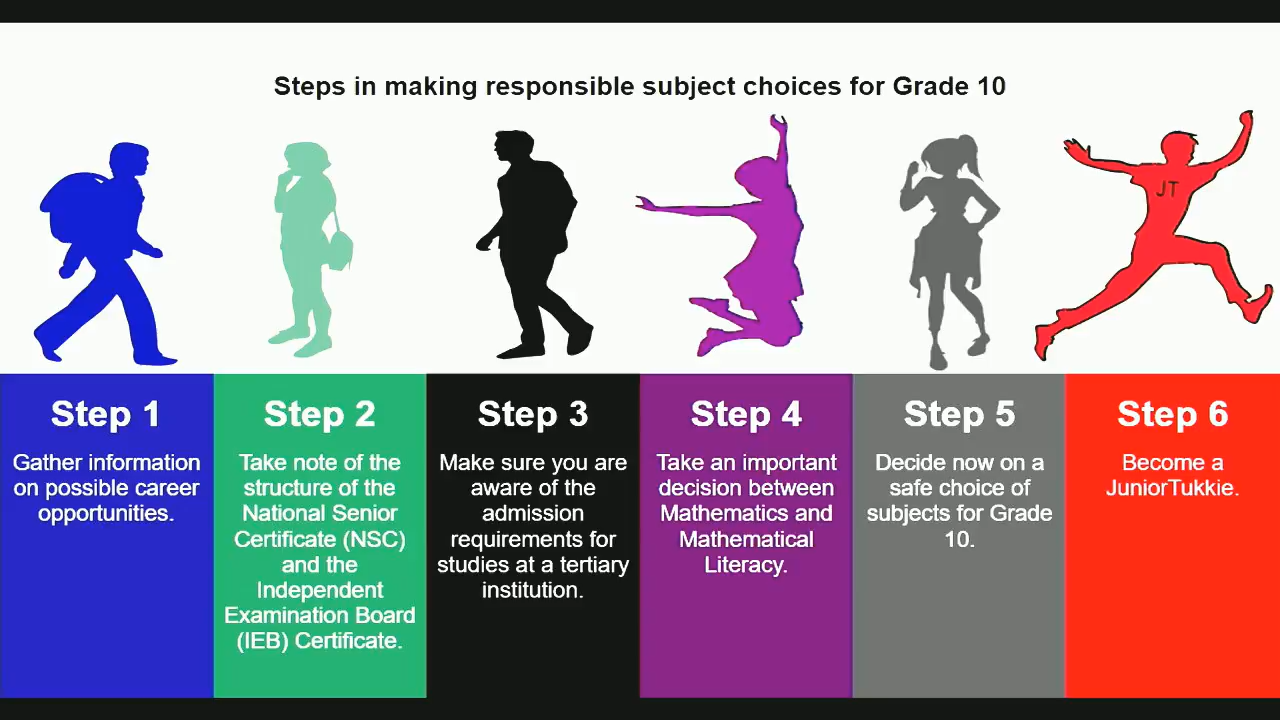 Steps in making responsible subject choices for Grade 10
JT
Step 1
Gather information
on possible career
opportunities.
Step 2
Take note of the
structure of the
National Senior
Certificate (NSC)
and the
Independent
Examination Board
(IEB) Certificate.
Step 3
Make sure you are
aware of the
admission
requirements for
studies at a tertiary
institution.
Step 4
Take an important
decision between
Mathematics and
Mathematical
Literacy.
Step 5
Decide now on a
safe choice of
subjects for Grade
10.
Step 6
Become a
JuniorTukkie.